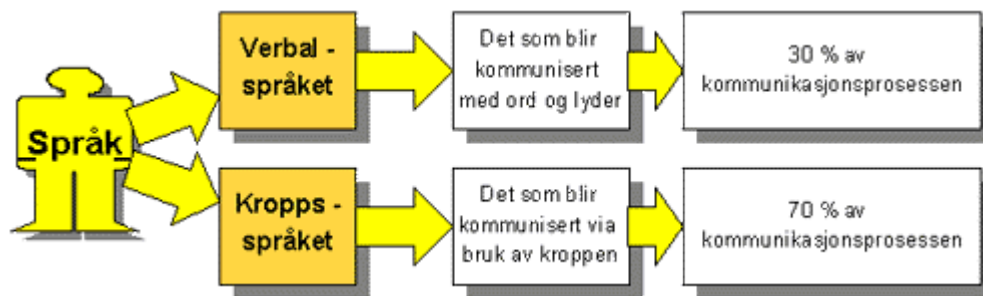 Språk
Verbal -
språket
Det som blir
kommunisert
med ord og lyder
30 % av
kommunikasjonsprosessen
Kropps -
språket
Det som blir
kommunisert via
bruk av kroppen
70 % av
kommunikasjonsprosessen